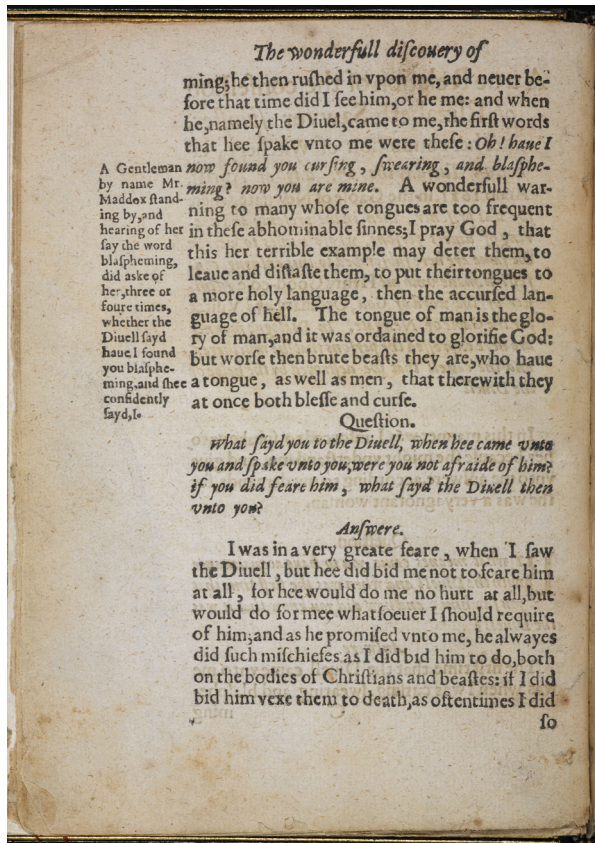 The wonderfull diſcouery of
ming; he then ruſhed in vpon me, and neuer be-
fore that time did I ſee him, or he me: and when
he, namely the Diuel, came to me, the firſt words
that hee ſpake vnto me were theſe: Oh! haue I
now found you curſing, ſwearing, and blaſphe-
ming? now you are mine. A wonderfull war-
ning to many whoſe tongues are too frequent
in theſe abhominable ſinnes; I pray God, that
this her terrible example may deter them, to
leaue and diſtaſte them, to put their tongues to
a more holy language, then the accurſed lan-
guage of hell. The tongue of man is the glo-
ry of man, and it was ordained to glorifie God:
but worſe then brute beaſts they are, who haue
a tongue, as well as men, that therewith they
at once both bleſſe and curſe.
A Gentleman
by name Mr.
Maddox ſtand-
ing by, and
hearing of her
ſay the word
blaſpheming,
did aske of
her, three or
foure times,
whether the
Diuell ſayd
haue I found
you blaſphe-
ming, and ſhee
confidently
ſayd, I.
Queſtion.
What ſayd you to the Diuell, when hee came vnto
you and ſpake vnto you, were you not afraide of him?
if you did feare him, what ſayd the Diuell then
vnto you?
Anſwere.
I was in a very greate feare, when I ſaw
the Diuell, but hee did bid me not to feare him
at all, for hee would do me no hurt at all, but
would do for mee whatſoeuer I ſhould require
of him; and as he promiſed vnto me, he alwayes
did ſuch miſchiefes as I did bid him to do, both
on the bodies of Chriſtians and beaſtes: if I did
bid him vexe them to death, as oftentimes I did
ſo